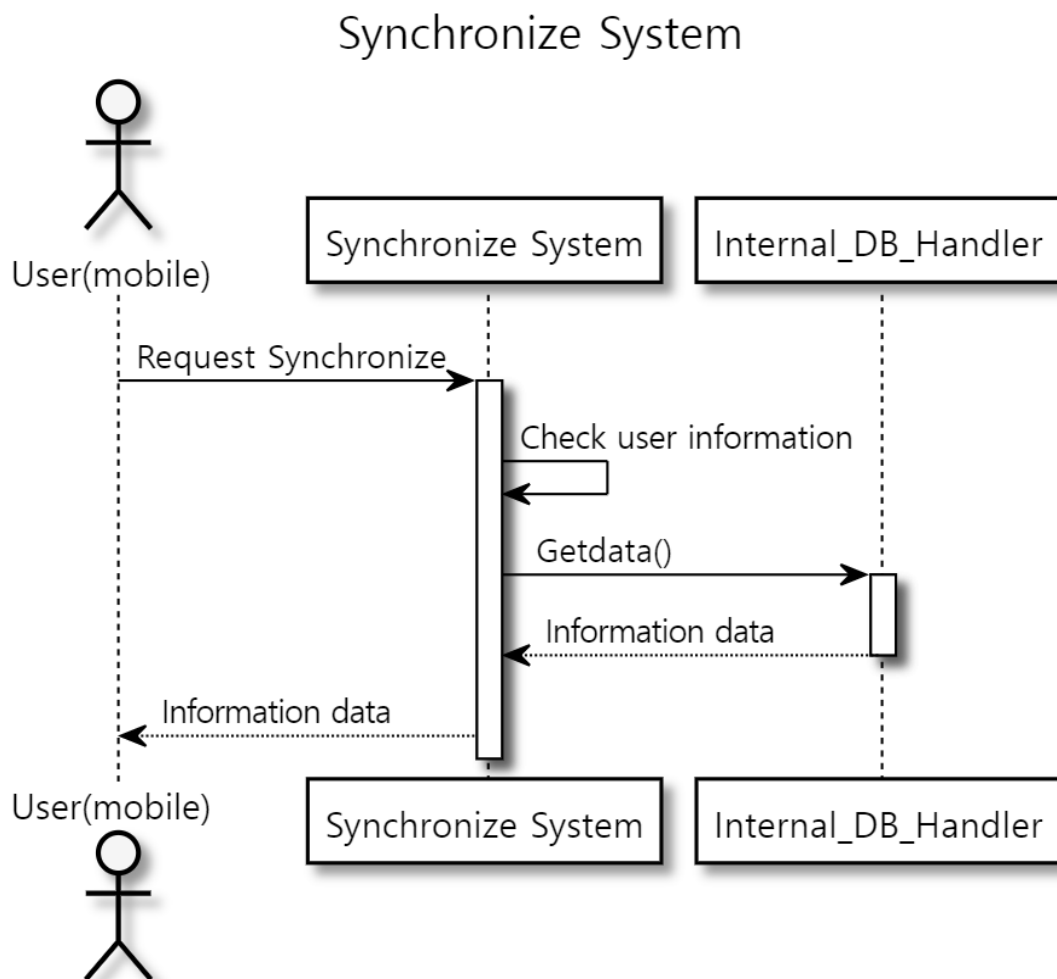 Synchronize System
User(mobile)
Synchronize System
Internal_DB_Handler
Request Synchronize
Check user information
Getdata()
Information data
Information data
User(mobile)
Synchronize System
Internal_DB_Handler